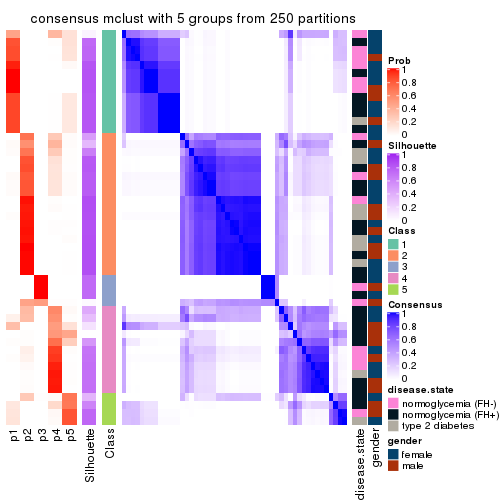 consensus mclust with 5 groups from 250 partitions
Prob
1
0.8
0.6
0.4
0.2
0
Silhouette
1
0.8
0.6
0.4
0.2
0
Class
1
2
3
4
5
Consensus
1
0.8
0.6
0.4
0.2
0
disease.state
normoglycemia (FH-)
normoglycemia (FH+)
type 2 diabetes
gender
female
male
p1
p2
p3
p4
p5
Silhouette
Class
disease.state
gender